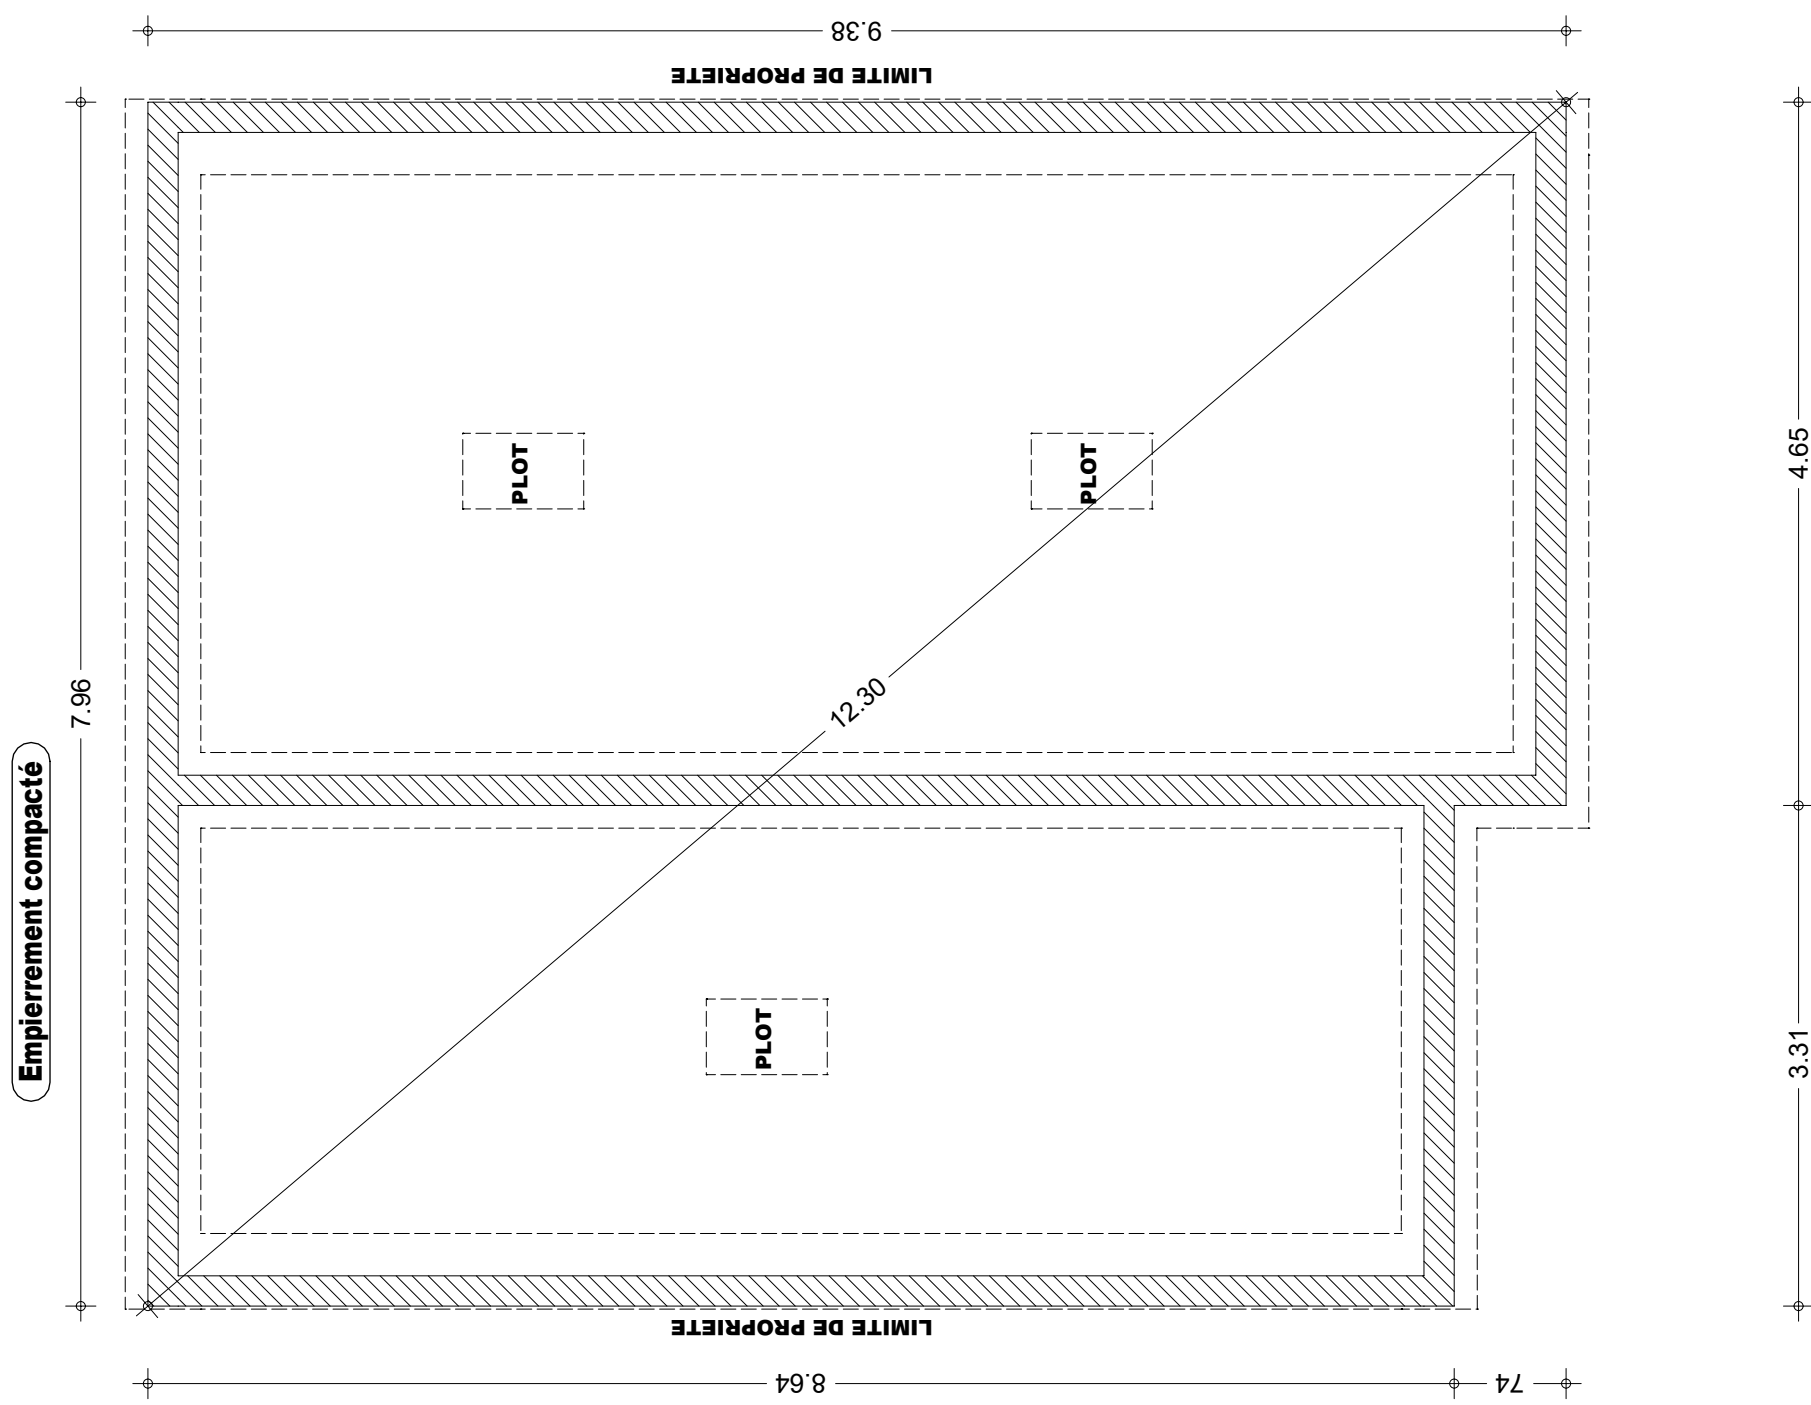 9.38
LIMITE DE PROPRIETE
4.65
PLOT
PLOT
7.96
12.30
Empierrement compacté
PLOT
3.31
LIMITE DE PROPRIETE
8.64
74